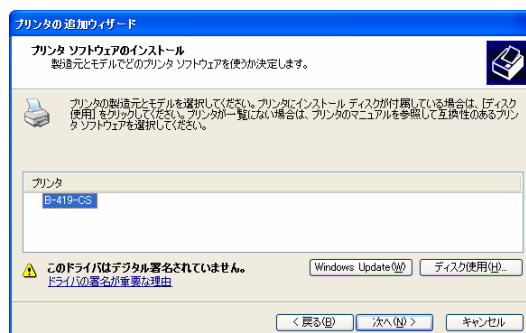 プリンタの追加ウィザード
プリンタ ソフトウェアのインストール
製造元とモデルでどのプリンタ ソフトウェアを使うか決定します。
プリンタの製造元とモデルを選択してください。プリンタにインストール ディスクが付属している場合は、[ディスク
使用] をクリックしてください。プリンタが一覧にない場合は、プリンタのマニュアルを参照して互換性のあるプリン
タ ソフトウェアを選択してください。
プリンタ
B-419-CS
このドライバはデジタル署名されていません。
Windows Update(W)
ディスク使用(H)...
ドライバの署名が重要な理由
< 戻る(B)
次へ(N) >
キャンセル